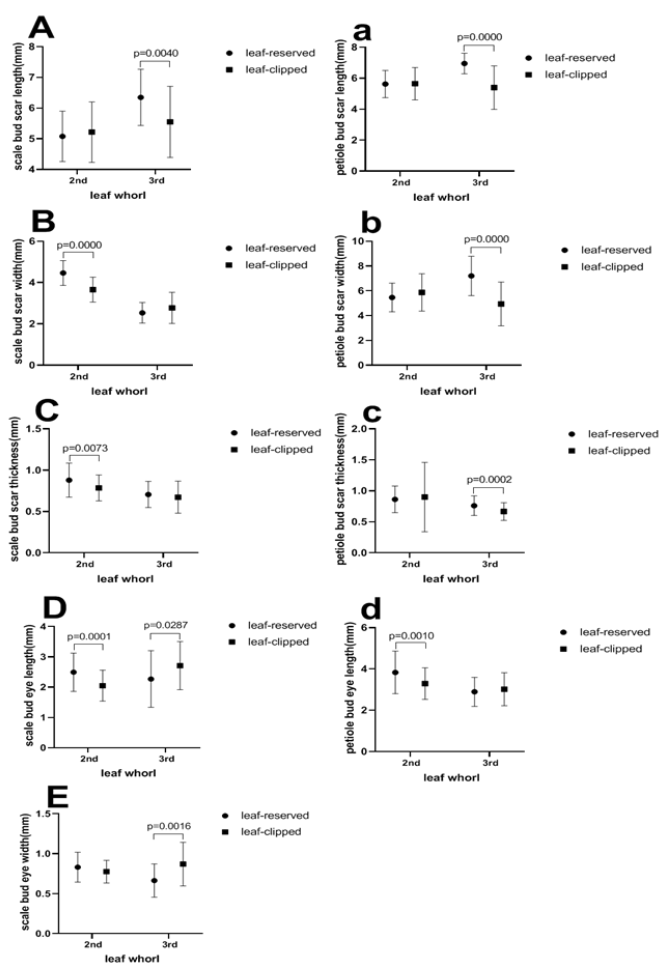 A
scale bud scar length(mm)
8
7
6
5
4
p=0.0040
2nd
3rd
leaf whorl
leaf-reserved
leaf-clipped
a
petiole bud scar length(mm)
8
6
4
2
0
p=0.0000
2nd
3rd
leaf whorl
leaf-reserved
leaf-clipped
B
scale bud scar width(mm)
6
4
2
0
p=0.0000
2nd
3rd
leaf whorl
leaf-reserved
leaf-clipped
b
petiole bud scar width(mm)
10
8
6
4
2
0
p=0.0000
2nd
3rd
leaf whorl
leaf-reserved
leaf-clipped
C
scale bud scar thickness(mm)
1.5
1.0
0.5
0.0
p=0.0073
2nd
3rd
leaf whorl
leaf-reserved
leaf-clipped
c
petiole bud scar thickness(mm)
2.0
1.5
1.0
0.5
0.0
p=0.0002
2nd
3rd
leaf whorl
leaf-reserved
leaf-clipped
D
scale bud eye length(mm)
4
3
2
1
0
p=0.0001
p=0.0287
2nd
3rd
leaf whorl
leaf-reserved
leaf-clipped
d
petiole bud eye length(mm)
6
4
2
0
p=0.0010
2nd
3rd
leaf whorl
leaf-reserved
leaf-clipped
E
scale bud eye width(mm)
1.5
1.0
0.5
0.0
p=0.0016
2nd
3rd
leaf whorl
leaf-reserved
leaf-clipped